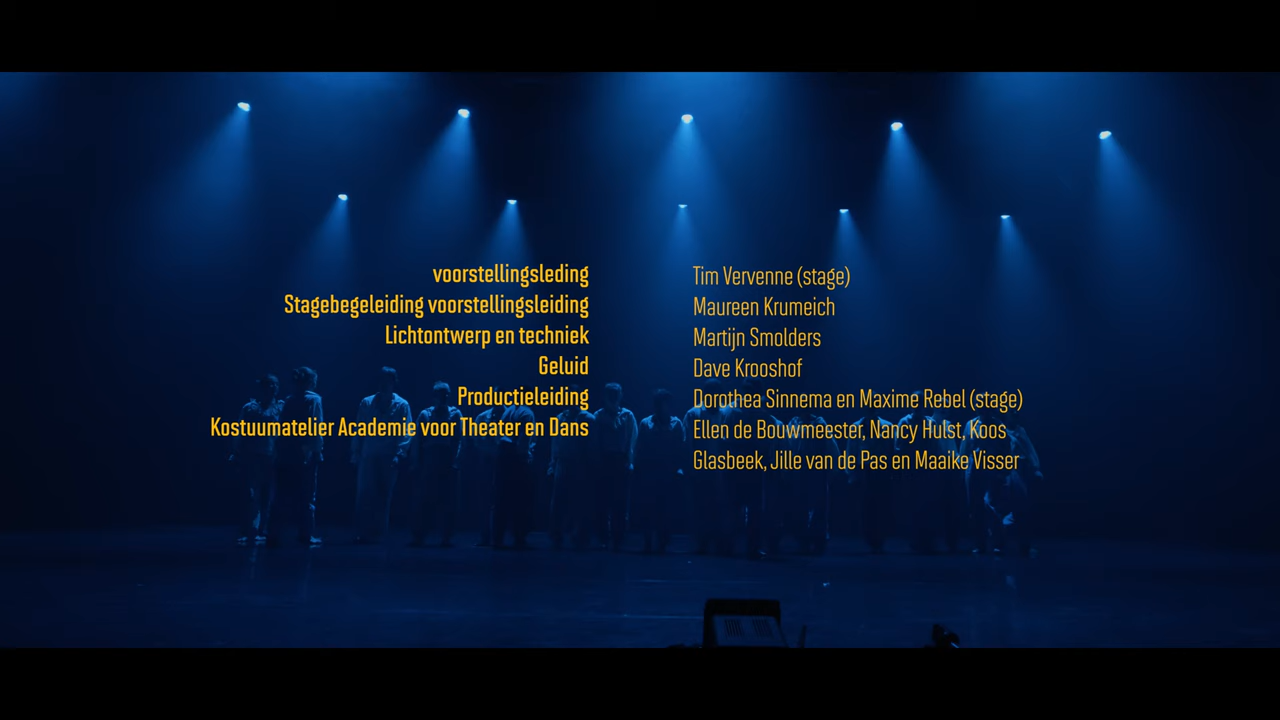 voorstellingsleding Tim Vervenne (stage)
Stagebegeleiding voorstellingsleiding Maureen Krumeich
Lichtontwerp en techniek Martijn Smolders
Geluid Dave Krooshof
Productieleiding Dorothea Sinnema en Maxime Rebel (stage)
Kostuumatelier Academie voor Theater en Dans Ellen de Bouwmeester, Nancy Hulst, Koos
Glasbeek, Jille van de Pas en Maaike Visser